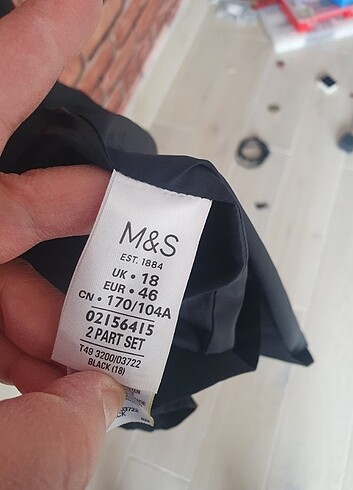 M&S
EST. 1884
UK • 18
EUR • 46
CN • 170/104A
02156415
2 PART SET
T49 3200/03722
BLACK (18)